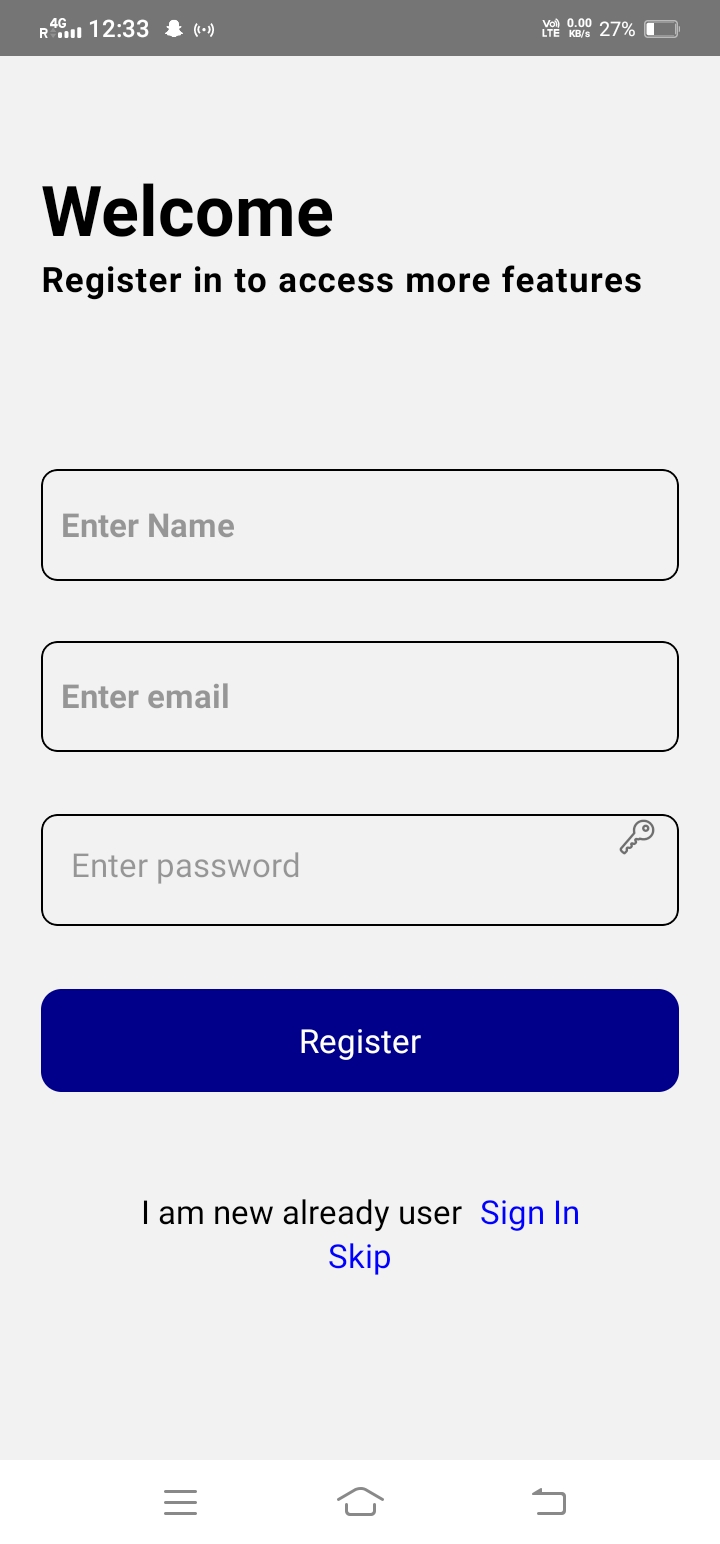 R 4G 12:33 Vo) LTE 0.00 KB/s 27%
Welcome
Register in to access more features
Enter Name
Enter email
Enter password
Register
I am new already user Sign In
Skip